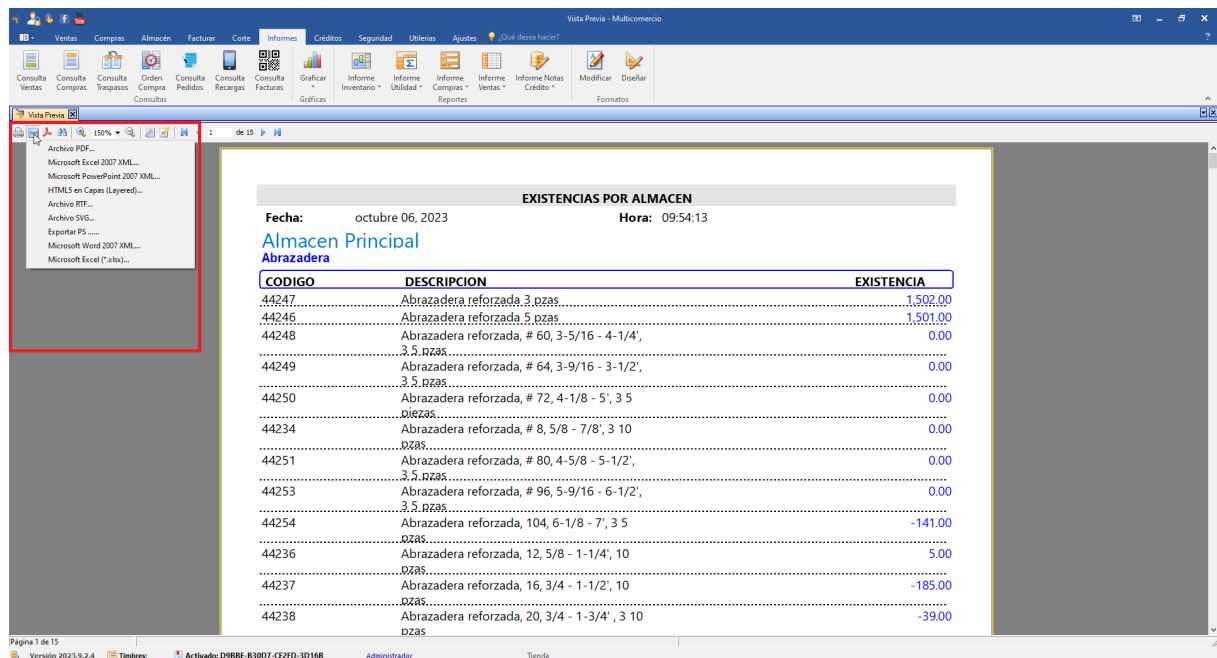 Vista Previa - Multicomercio
Ventas Compras Almacén Facturar Corte Informes Créditos Seguridad Utilerias Ajustes ¿Qué desea hacer?
Consulta Ventas
Consulta Compras
Consulta Traspasos
Orden Compra
Consulta Pedidos
Consulta Recargas
Consulta Facturas
Graficar
Informe Inventario
Informe Utilidad
Informe Compras
Informe Ventas
Informe Notas Crédito
Modificar
Diseñar
Consultas Gráficas Reportes Formatos
Vista Previa
150% 1 de 15
Archivo PDF...
Microsoft Excel 2007 XML...
Microsoft PowerPoint 2007 XML...
HTML5 en Capas (Layered)...
Archivo RTF...
Archivo SVG...
Exportar PS ......
Microsoft Word 2007 XML...
Microsoft Excel (*.xlsx)...
EXISTENCIAS POR ALMACEN
Fecha: octubre 06, 2023 Hora: 09:54:13
Almacen Principal
Abrazadera
CODIGO DESCRIPCION EXISTENCIA
44247 Abrazadera reforzada 3 pzas 1,502.00
44246 Abrazadera reforzada 5 pzas 1,501.00
44248 Abrazadera reforzada, # 60, 3-5/16 - 4-1/4', 0.00
3 5 pzas
44249 Abrazadera reforzada, # 64, 3-9/16 - 3-1/2', 0.00
3 5 pzas
44250 Abrazadera reforzada, # 72, 4-1/8 - 5', 3 5 0.00
piezas
44234 Abrazadera reforzada, # 8, 5/8 - 7/8', 3 10 0.00
pzas
44251 Abrazadera reforzada, # 80, 4-5/8 - 5-1/2', 0.00
3 5 pzas
44253 Abrazadera reforzada, # 96, 5-9/16 - 6-1/2', 0.00
3 5 pzas
44254 Abrazadera reforzada, 104, 6-1/8 - 7', 3 5 -141.00
pzas
44236 Abrazadera reforzada, 12, 5/8 - 1-1/4', 10 5.00
pzas
44237 Abrazadera reforzada, 16, 3/4 - 1-1/2', 10 -185.00
pzas
44238 Abrazadera reforzada, 20, 3/4 - 1-3/4' , 3 10 -39.00
pzas
Página 1 de 15
Versión 2023.9.2.4 Timbres: Activado: D9BBE-B30D7-CE2FD-3D16B Administrador Tienda